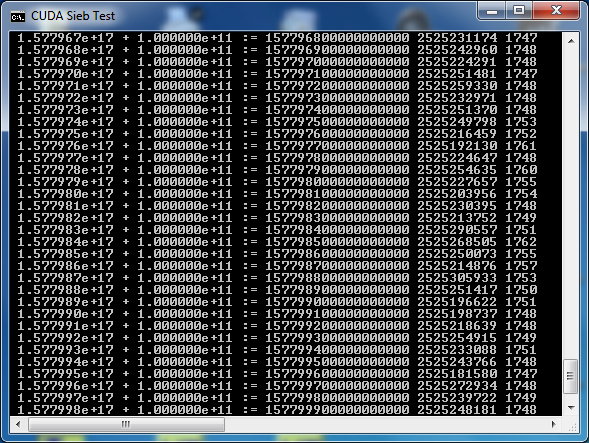 CUDA Sieb Test
1.577967e+17 + 1.000000e+11 := 157796800000000000 2525231174 1747
1.577968e+17 + 1.000000e+11 := 157796900000000000 2525242960 1748
1.577969e+17 + 1.000000e+11 := 157797000000000000 2525224291 1748
1.577970e+17 + 1.000000e+11 := 157797100000000000 2525251481 1747
1.577971e+17 + 1.000000e+11 := 157797200000000000 2525259330 1748
1.577972e+17 + 1.000000e+11 := 157797300000000000 2525232971 1748
1.577973e+17 + 1.000000e+11 := 157797400000000000 2525251370 1748
1.577974e+17 + 1.000000e+11 := 157797500000000000 2525249798 1753
1.577975e+17 + 1.000000e+11 := 157797600000000000 2525216459 1752
1.577976e+17 + 1.000000e+11 := 157797700000000000 2525192130 1761
1.577977e+17 + 1.000000e+11 := 157797800000000000 2525224647 1748
1.577978e+17 + 1.000000e+11 := 157797900000000000 2525254635 1760
1.577979e+17 + 1.000000e+11 := 157798000000000000 2525227657 1755
1.577980e+17 + 1.000000e+11 := 157798100000000000 2525203956 1754
1.577981e+17 + 1.000000e+11 := 157798200000000000 2525230395 1748
1.577982e+17 + 1.000000e+11 := 157798300000000000 2525213752 1749
1.577983e+17 + 1.000000e+11 := 157798400000000000 2525290557 1751
1.577984e+17 + 1.000000e+11 := 157798500000000000 2525268505 1762
1.577985e+17 + 1.000000e+11 := 157798600000000000 2525250073 1755
1.577986e+17 + 1.000000e+11 := 157798700000000000 2525214876 1757
1.577987e+17 + 1.000000e+11 := 157798800000000000 2525305933 1753
1.577988e+17 + 1.000000e+11 := 157798900000000000 2525251417 1750
1.577989e+17 + 1.000000e+11 := 157799000000000000 2525196622 1751
1.577990e+17 + 1.000000e+11 := 157799100000000000 2525198737 1748
1.577991e+17 + 1.000000e+11 := 157799200000000000 2525218639 1748
1.577992e+17 + 1.000000e+11 := 157799300000000000 2525254915 1749
1.577993e+17 + 1.000000e+11 := 157799400000000000 2525233088 1751
1.577994e+17 + 1.000000e+11 := 157799500000000000 2525243766 1748
1.577995e+17 + 1.000000e+11 := 157799600000000000 2525181580 1747
1.577996e+17 + 1.000000e+11 := 157799700000000000 2525272934 1748
1.577997e+17 + 1.000000e+11 := 157799800000000000 2525239722 1748
1.577998e+17 + 1.000000e+11 := 157799900000000000 2525248181 1748